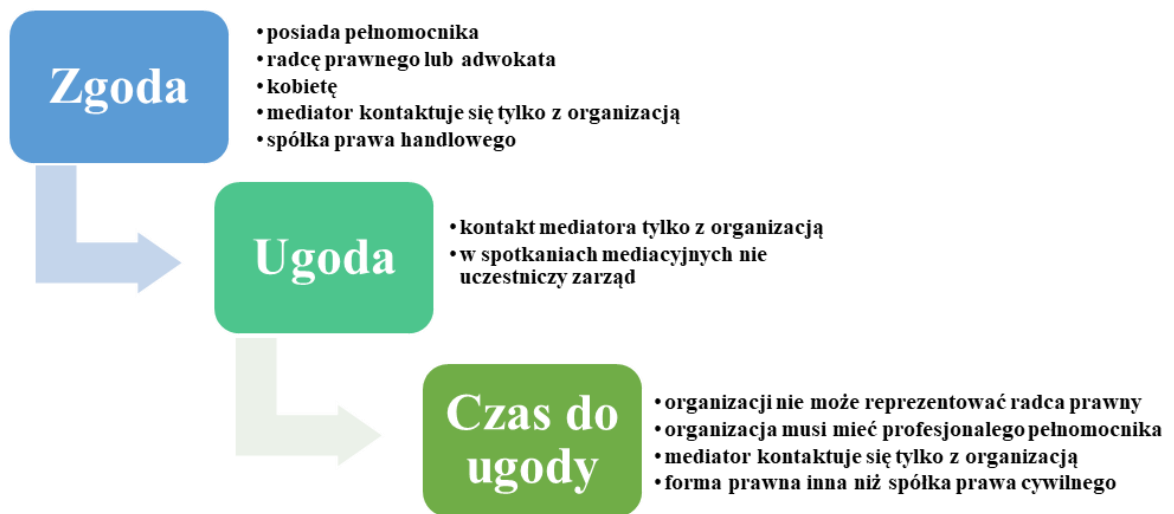 Zgoda
• posiada pełnomocnika
• radcę prawnego lub adwokata
• kobietę
• mediator kontaktuje się tylko z organizacją
• spółka prawa handlowego
Ugoda
• kontakt mediatora tylko z organizacją
• w spotkaniach mediacyjnych nie
uczestniczy zarząd
Czas do
ugody
• organizacji nie może reprezentować radca prawny
• organizacja musi mieć profesjonalego pełnomocnika
• mediator kontaktuje się tylko z organizacją
• forma prawna inna niż spółka prawa cywilnego